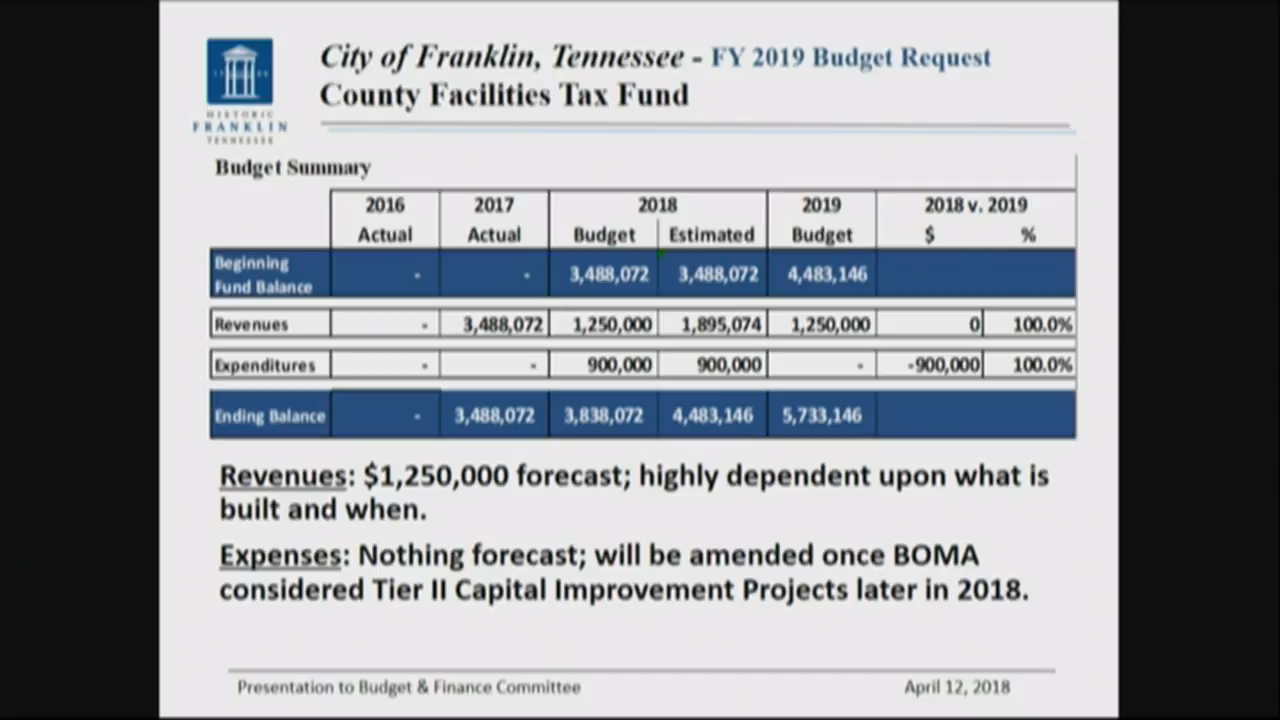 City of Franklin, Tennessee - FY 2019 Budget Request
County Facilities Tax Fund
HISTORIC
FRANKLIN
TENNESSEE
Budget Summary
2016 2017 2018 2019 2018 v. 2019
Actual Actual Budget Estimated Budget $ %
Beginning
Fund Balance - - 3,488,072 3,488,072 4,483,146
Revenues - 3,488,072 1,250,000 1,895,074 1,250,000 0 100.0%
Expenditures - - 900,000 900,000 - -900,000 100.0%
Ending Balance - 3,488,072 3,838,072 4,483,146 5,733,146
Revenues: $1,250,000 forecast; highly dependent upon what is
built and when.
Expenses: Nothing forecast; will be amended once BOMA
considered Tier II Capital Improvement Projects later in 2018.
Presentation to Budget & Finance Committee April 12, 2018